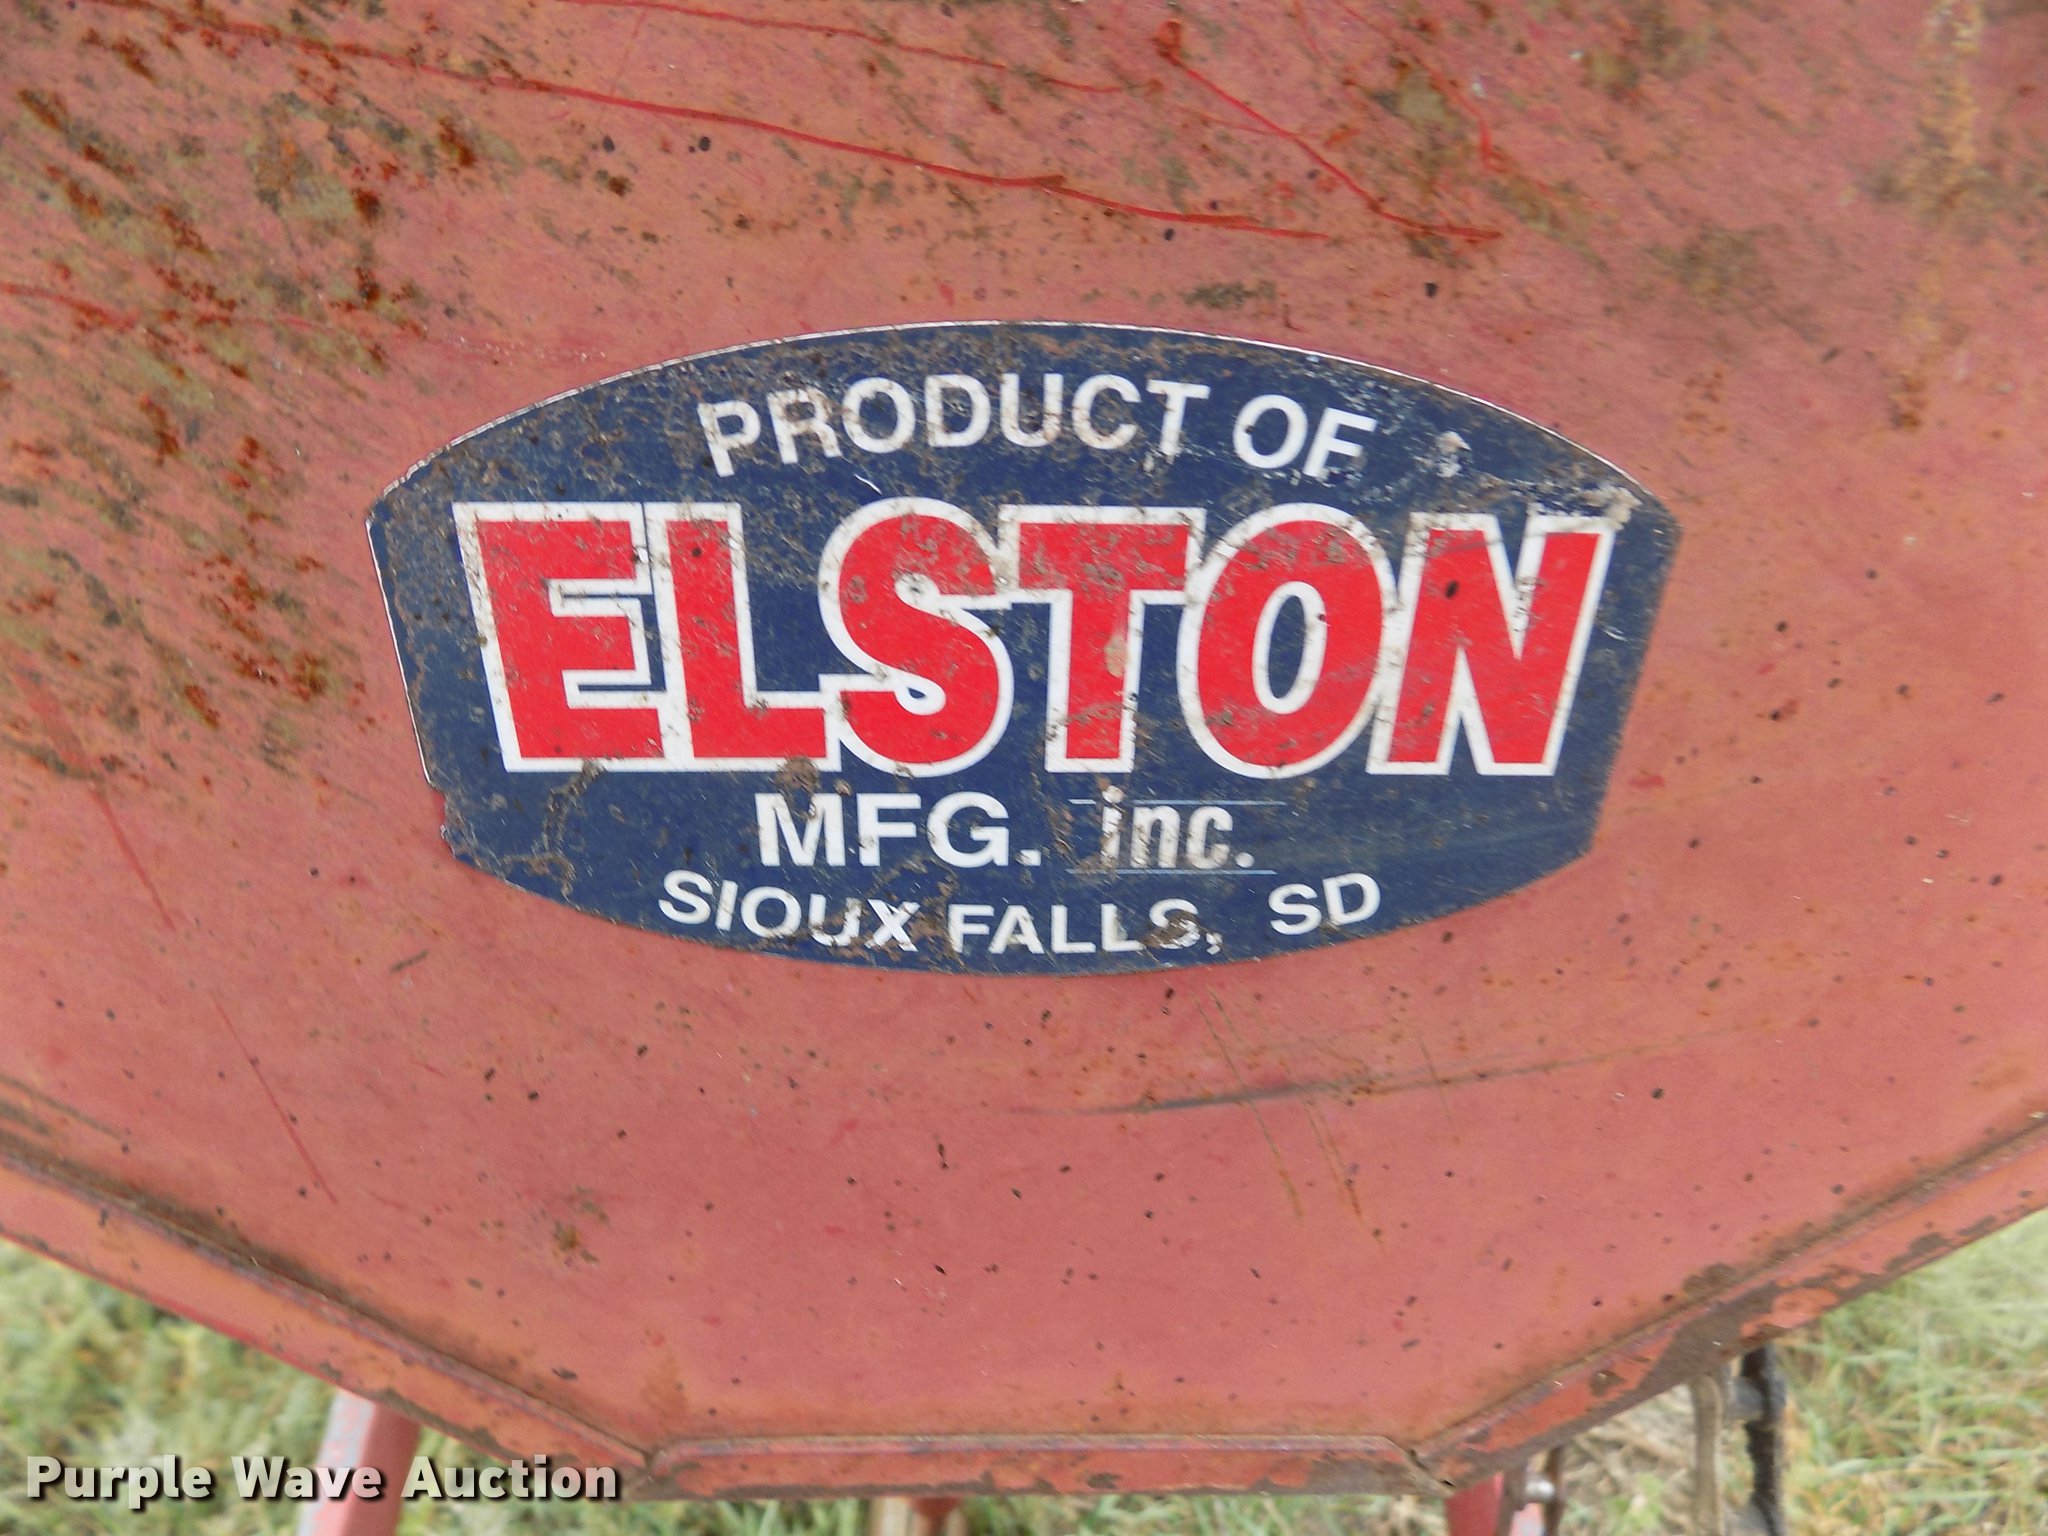 PRODUCT OF
ELSTON
MFG. inc.
SIOUX FALLS, SD
Purple Wave Auction